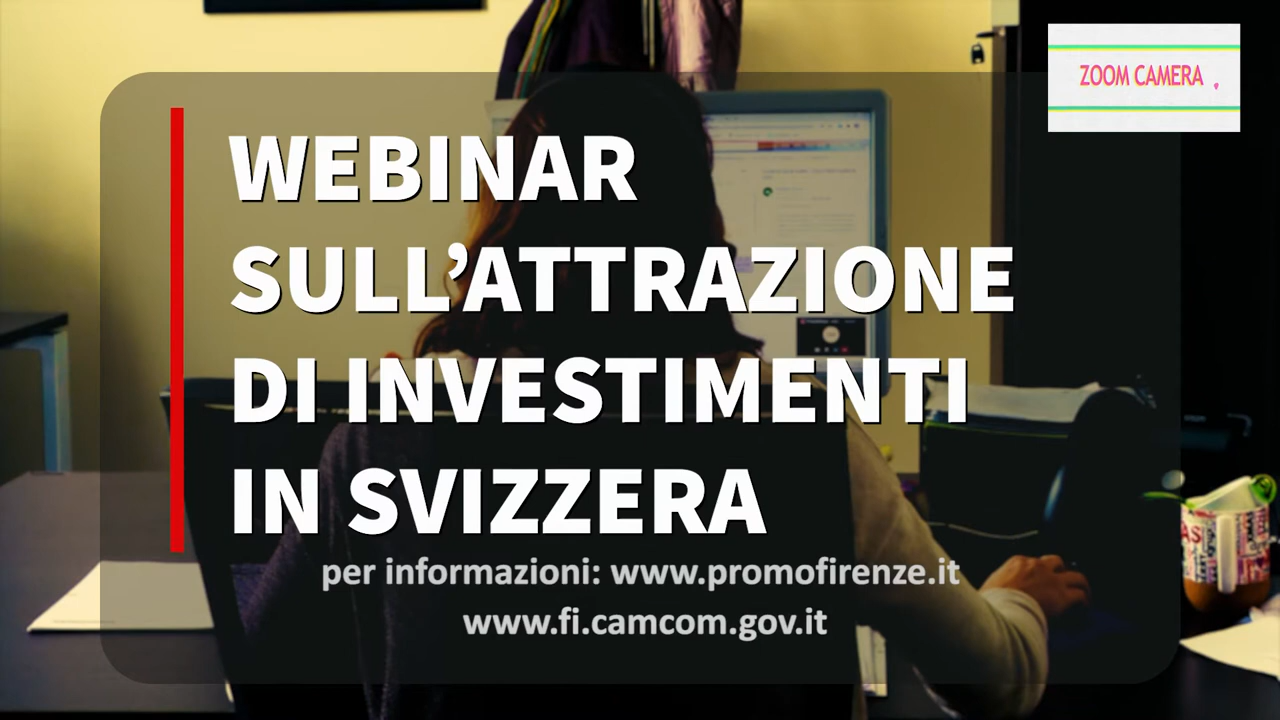 ZOOM CAMERA
WEBINAR
SULL’ATTRAZIONE
DI INVESTIMENTI
IN SVIZZERA
per informazioni: www.promofirenze.it
www.fi.camcom.gov.it